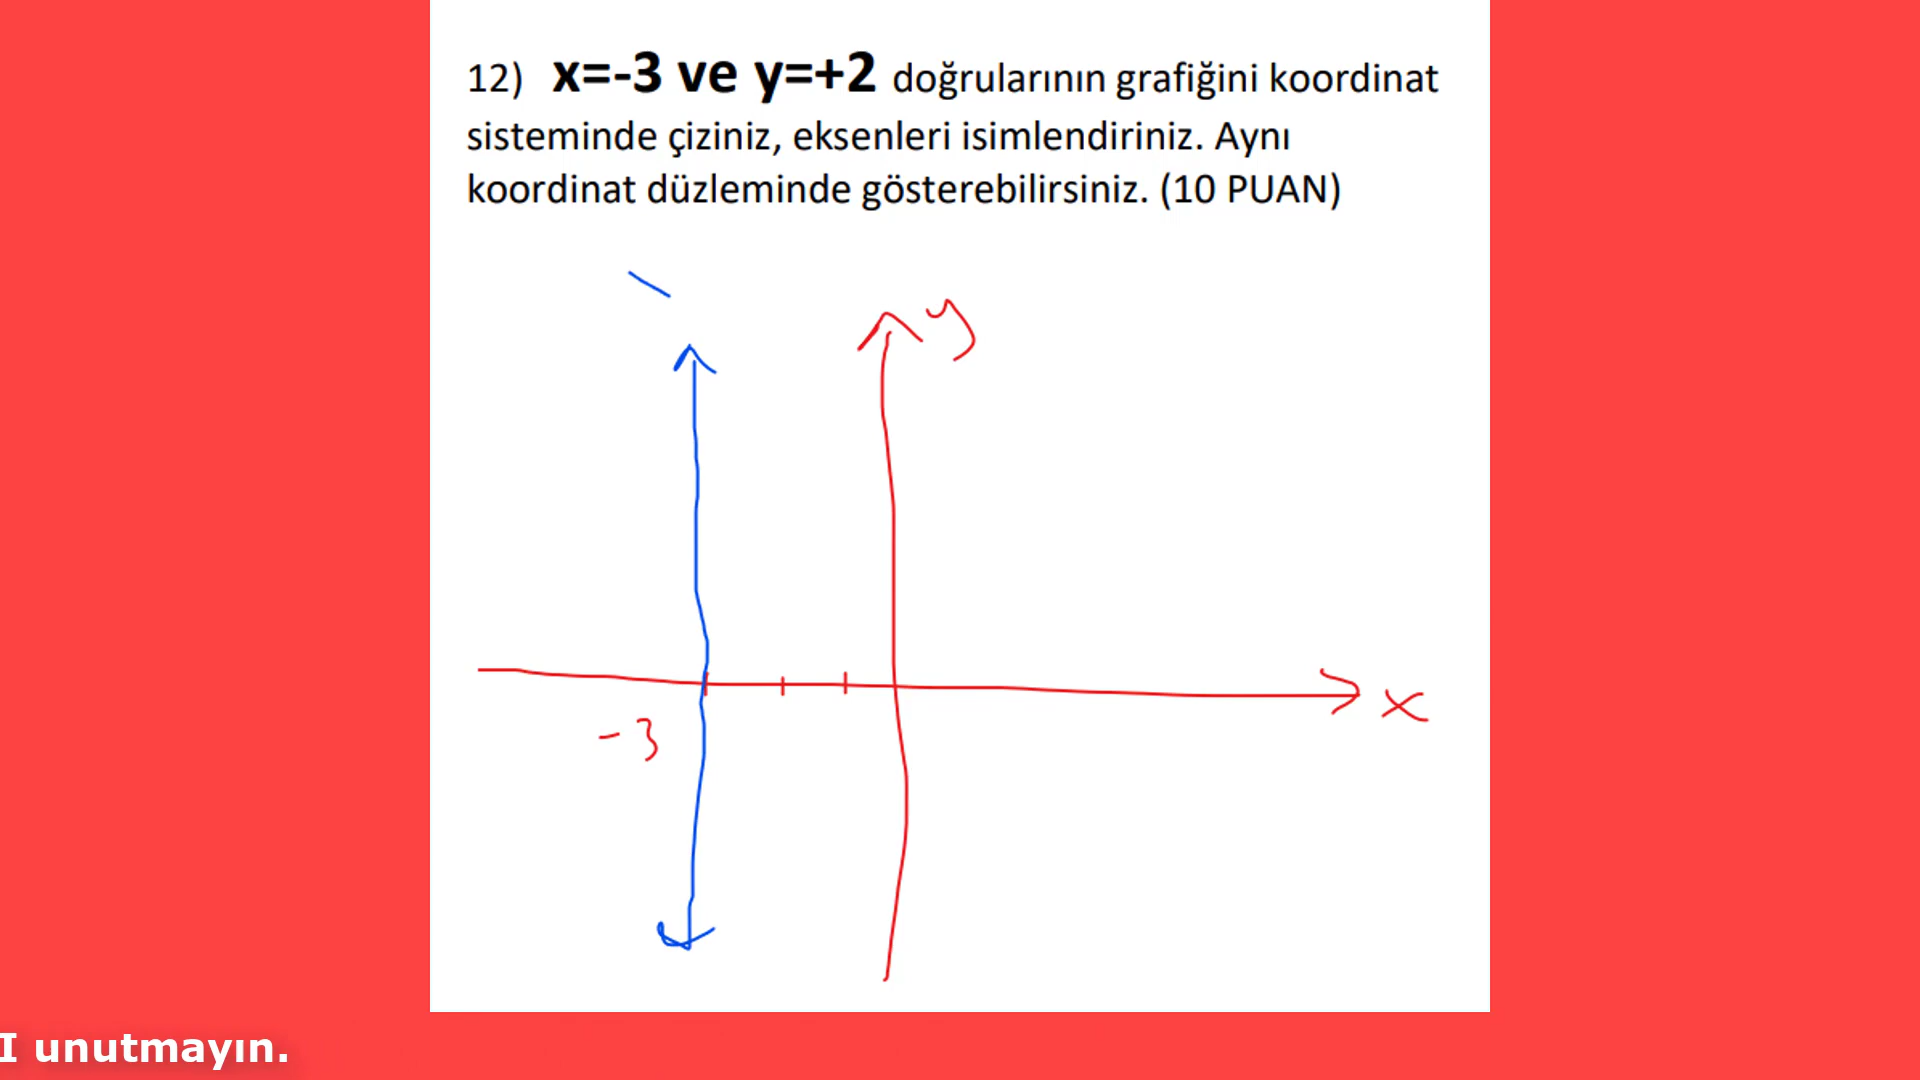 12) x=-3 ve y=+2 doğrularının grafiğini koordinat
sisteminde çiziniz, eksenleri isimlendiriniz. Aynı
koordinat düzleminde gösterebilirsiniz. (10 PUAN)
y
x
-3
I unutmayın.